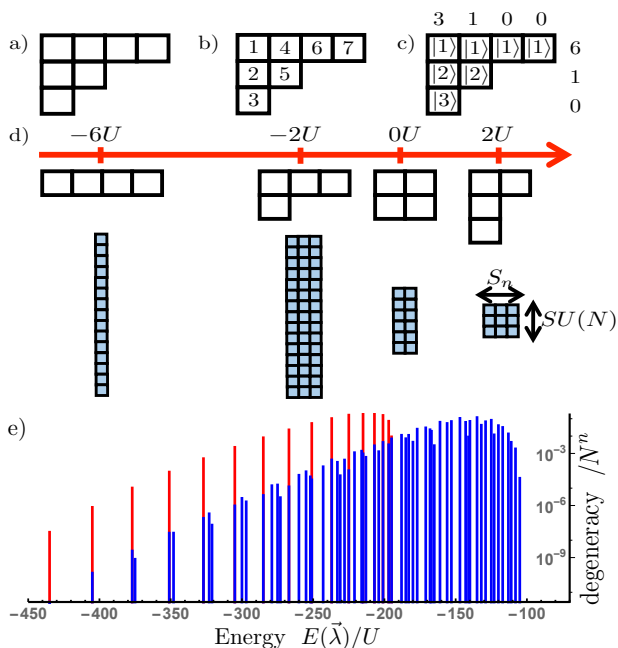 3 1 0 0
a) b) 1 4 6 7 c) |1⟩ |1⟩ |1⟩ |1⟩ 6
2 5 |2⟩ |2⟩ 1
3 |3⟩ 0
d) −6U −2U 0U 2U
S_n
SU(N)
e)
10^−3
10^−6
10^−9
degeneracy /N^n
−450 −400 −350 −300 −250 −200 −150 −100
Energy E(λ⃗)/U